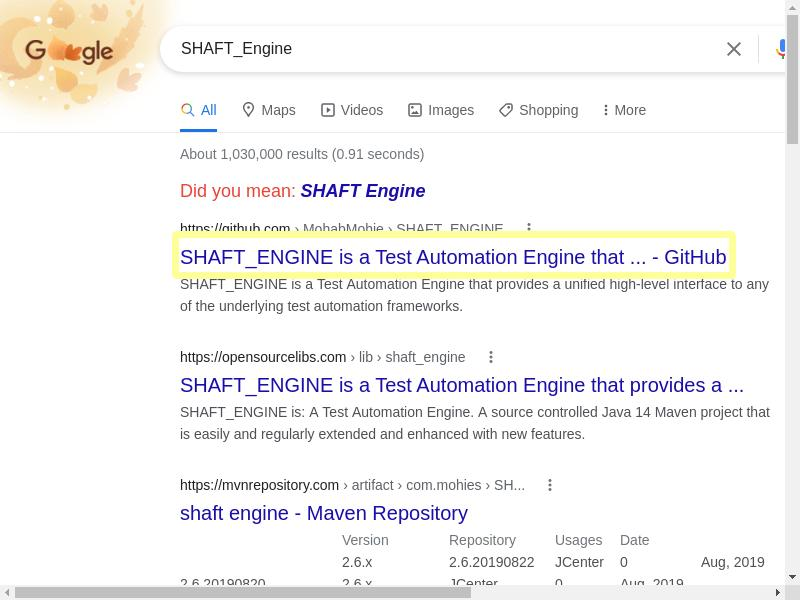 Google
SHAFT_Engine
All Maps Videos Images Shopping More
About 1,030,000 results (0.91 seconds)
Did you mean: SHAFT Engine
https://github.com › MohabMohie › SHAFT_ENGINE
SHAFT_ENGINE is a Test Automation Engine that ... - GitHub
SHAFT_ENGINE is a Test Automation Engine that provides a unified high-level interface to any
of the underlying test automation frameworks.
https://opensourcelibs.com › lib › shaft_engine
SHAFT_ENGINE is a Test Automation Engine that provides a ...
SHAFT_ENGINE is: A Test Automation Engine. A source controlled Java 14 Maven project that
is easily and regularly extended and enhanced with new features.
https://mvnrepository.com › artifact › com.mohies › SH...
shaft engine - Maven Repository
Version Repository Usages Date
2.6.x 2.6.20190822 JCenter 0 Aug, 2019
2.6.20190820 2.6.x JCenter 0 Aug, 2019